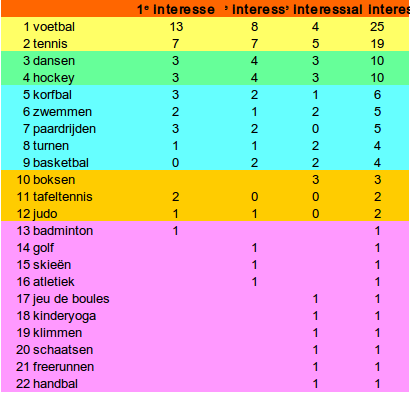 1e interesse interess interes aal interes
1 voetbal 13 8 4 25
2 tennis 7 7 5 19
3 dansen 3 4 3 10
4 hockey 3 4 3 10
5 korfbal 3 2 1 6
6 zwemmen 2 1 2 5
7 paardrijden 3 2 0 5
8 turnen 1 1 2 4
9 basketbal 0 2 2 4
10 boksen 3 3
11 tafeltennis 2 0 0 2
12 judo 1 1 0 2
13 badminton 1 1
14 golf 1 1
15 skieën 1 1
16 atletiek 1 1
17 jeu de boules 1 1
18 kinderyoga 1 1
19 klimmen 1 1
20 schaatsen 1 1
21 freerunnen 1 1
22 handbal 1 1